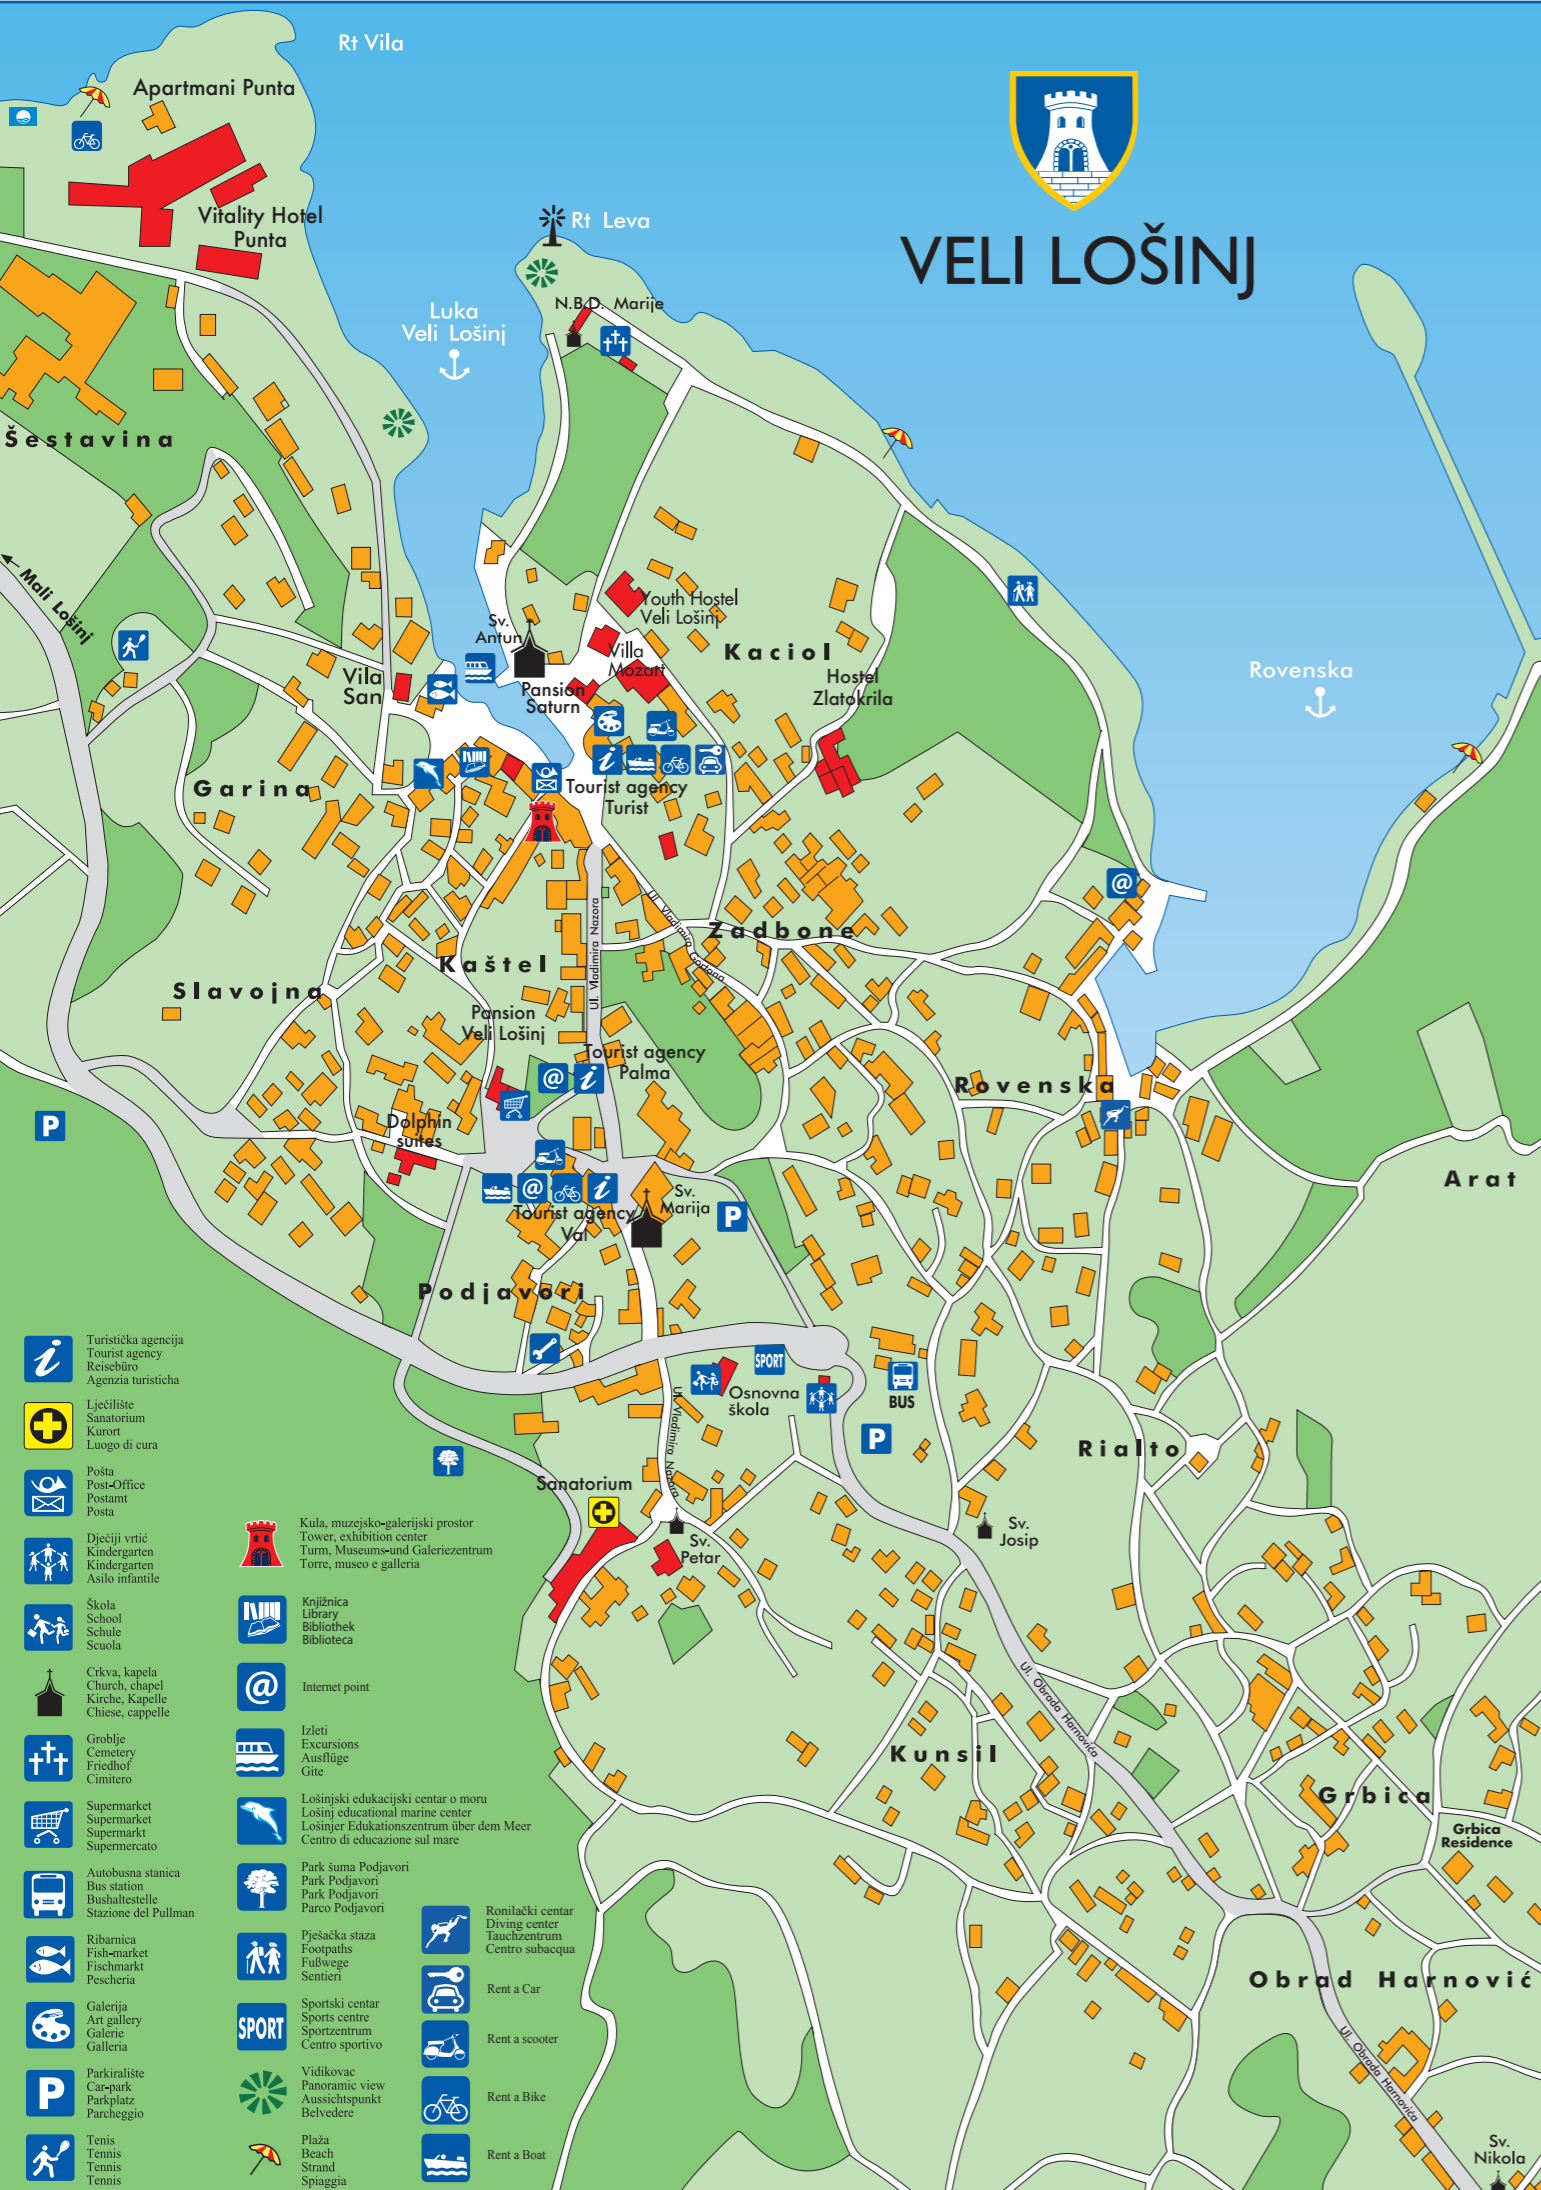 Rt Vila
Apartmani Punta
Vitality Hotel
Punta
Rt Leva
VELI LOŠINJ
N.B.D. Marije
Luka
Veli Lošinj
Šestavina
Mali Lošinj
Youth Hostel
Veli Lošinj
Sv.
Antun
Villa
Mozart
Kaciol
Vila
San
Pansion
Saturn
Hostel
Zlatokrila
Rovenska
Garina
i
Tourist agency
Turist
@
Ul. Vladimira Nazora
Ul. Vladimira Gortana
Zadbone
Kaštel
Slavojna
Pansion
Veli Lošinj
Tourist agency
Palma
@ i
Rovenska
P
Dolphin
suites
Arat
@ i
Tourist agency
Val
Sv.
Marija
P
Podjavori
SPORT
Osnovna
škola
BUS
P
Ul. Vladimira Nazora
Rialto
Sanatorium
Sv.
Petar
Sv.
Josip
Ul. Obrada Harnovića
Kunsil
Grbica
Grbica
Residence
Obrad Harnović
Ul. Obrada Harnovića
Sv.
Nikola
i
Turistička agencija
Tourist agency
Reisebüro
Agenzia turisticha
Lječilište
Sanatorium
Kurort
Luogo di cura
Pošta
Post-Office
Postamt
Posta
Dječiji vrtić
Kindergarten
Kindergarten
Asilo infantile
Škola
School
Schule
Scuola
Crkva, kapela
Church, chapel
Kirche, Kapelle
Chiese, cappelle
Groblje
Cemetery
Friedhof
Cimitero
Supermarket
Supermarket
Supermarkt
Supermercato
Autobusna stanica
Bus station
Bushaltestelle
Stazione del Pullman
Ribarnica
Fish-market
Fischmarkt
Pescheria
Galerija
Art gallery
Galerie
Galleria
P
Parkiralište
Car-park
Parkplatz
Parcheggio
Tenis
Tennis
Tennis
Tennis
Kula, muzejsko-galerijski prostor
Tower, exhibition center
Turm, Museums-und Galeriezentrum
Torre, museo e galleria
Knjižnica
Library
Bibliothek
Biblioteca
@
Internet point
Izleti
Excursions
Ausflüge
Gite
Lošinjski edukacijski centar o moru
Lošinj educational marine center
Lošinjer Edukationszentrum über dem Meer
Centro di educazione sul mare
Park šuma Podjavori
Park Podjavori
Park Podjavori
Parco Podjavori
Pješačka staza
Footpaths
Fußwege
Sentieri
SPORT
Sportski centar
Sports centre
Sportzentrum
Centro sportivo
Vidikovac
Panoramic view
Aussichtspunkt
Belvedere
Plaža
Beach
Strand
Spiaggia
Ronilački centar
Diving center
Tauchzentrum
Centro subacqua
Rent a Car
Rent a scooter
Rent a Bike
Rent a Boat